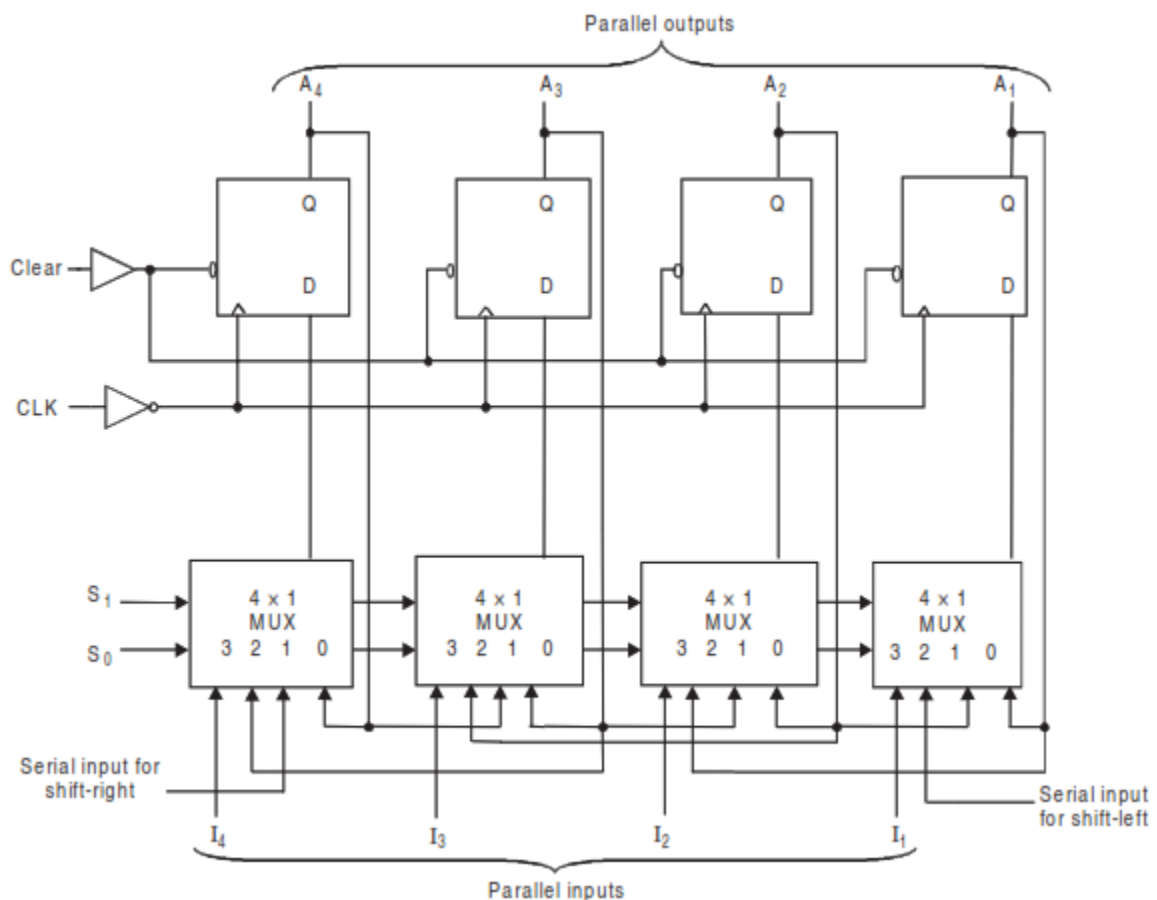 Parallel outputs
A4 A3 A2 A1
Q Q Q Q
Clear
D D D D
CLK
S1
4 × 1 4 × 1 4 × 1 4 × 1
MUX MUX MUX MUX
S0
3 2 1 0 3 2 1 0 3 2 1 0 3 2 1 0
Serial input for
shift-right
Serial input
for shift-left
I4 I3 I2 I1
Parallel inputs